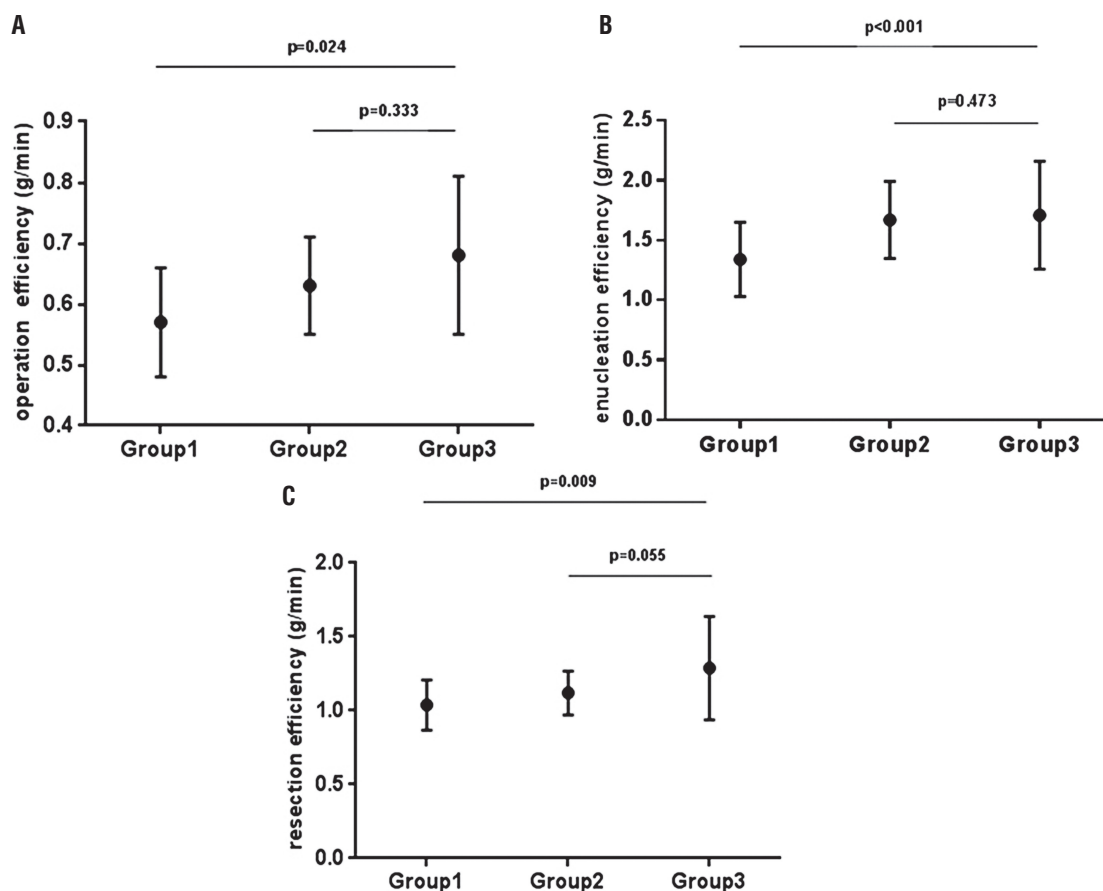 A
p=0.024
p=0.333
operation efficiency (g/min)
0.9
0.8
0.7
0.6
0.5
0.4
Group1 Group2 Group3
B
p<0.001
p=0.473
enucleation efficiency (g/min)
2.5
2.0
1.5
1.0
0.5
0.0
Group1 Group2 Group3
C
p=0.009
p=0.055
resection efficiency (g/min)
2.0
1.5
1.0
0.5
0.0
Group1 Group2 Group3